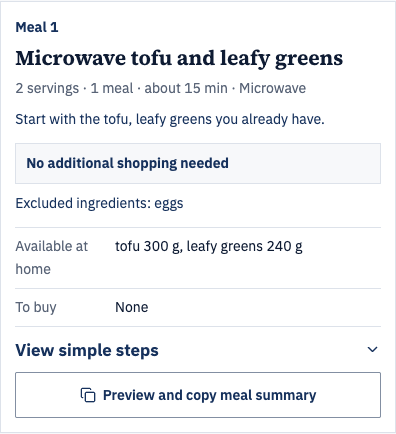 Meal 1
Microwave tofu and leafy greens
2 servings · 1 meal · about 15 min · Microwave
Start with the tofu, leafy greens you already have.
No additional shopping needed
Excluded ingredients: eggs
Available at home
tofu 300 g, leafy greens 240 g
To buy
None
View simple steps
Preview and copy meal summary